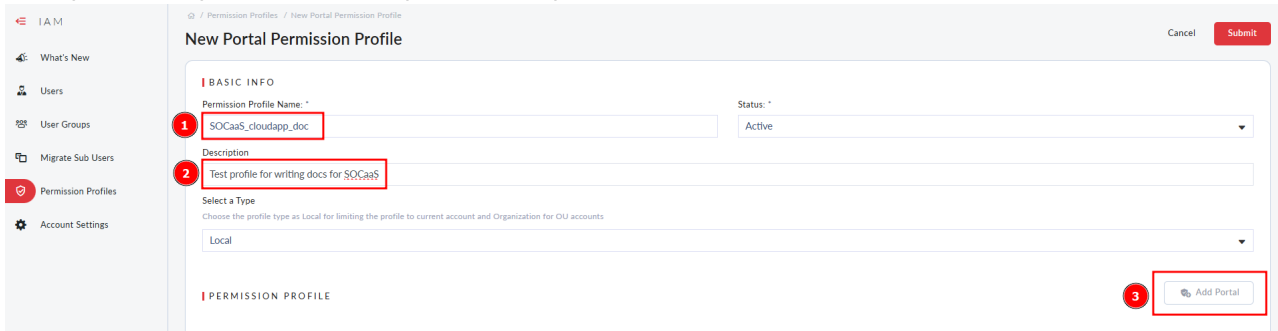 IAM
What's New
Users
User Groups
Migrate Sub Users
Permission Profiles
Account Settings
/ Permission Profiles / New Portal Permission Profile
New Portal Permission Profile
Cancel Submit
BASIC INFO
Permission Profile Name: *
1 SOCaaS_cloudapp_doc
Status: *
Active
Description
2 Test profile for writing docs for SOCaaS
Select a Type
Choose the profile type as Local for limiting the profile to current account and Organization for OU accounts
Local
PERMISSION PROFILE
3 Add Portal